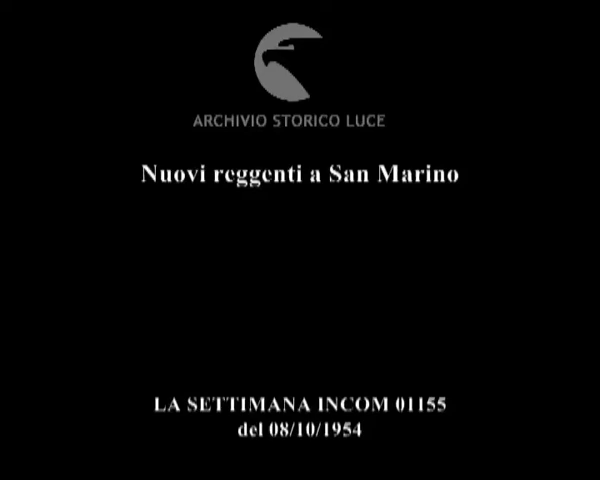 ARCHIVIO STORICO LUCE
Nuovi reggenti a San Marino
LA SETTIMANA INCOM 01155
del 08/10/1954